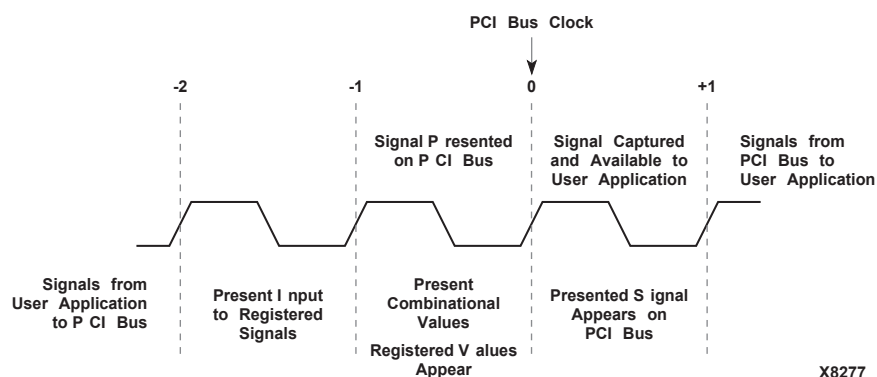 PCI Bus Clock
-2
-1
0
+1
Signal P resented
on P CI Bus
Signal Captured
and Available to
User Application
Signals from
PCI Bus to
User Application
Signals from
User Application
to P CI Bus
Present I nput
to Registered
Signals
Present
Combinational
Values
Registered V alues
Appear
Presented S ignal
Appears on
PCI Bus
X8277